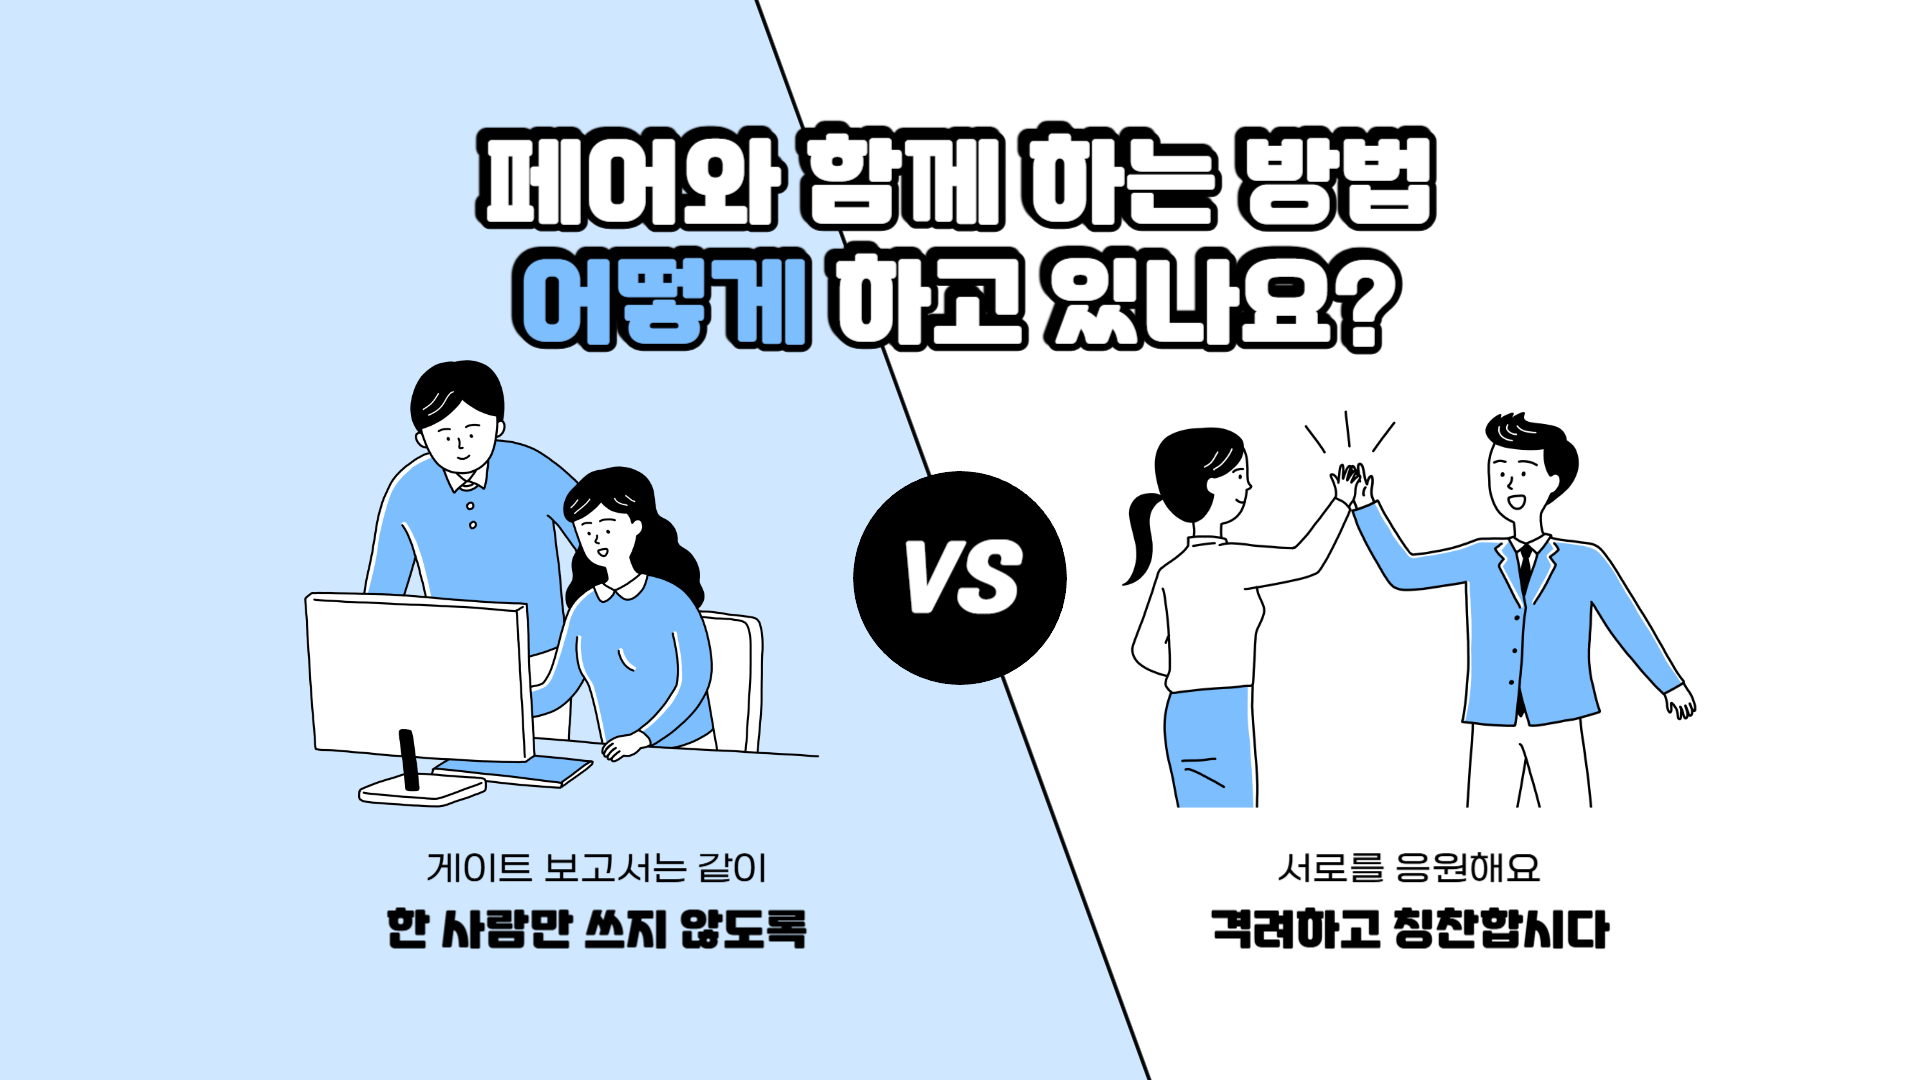 페어와 함께 하는 방법
어떻게 하고 있나요?
VS
게이트 보고서는 같이
한 사람만 쓰지 않도록
서로를 응원해요
격려하고 칭찬합시다